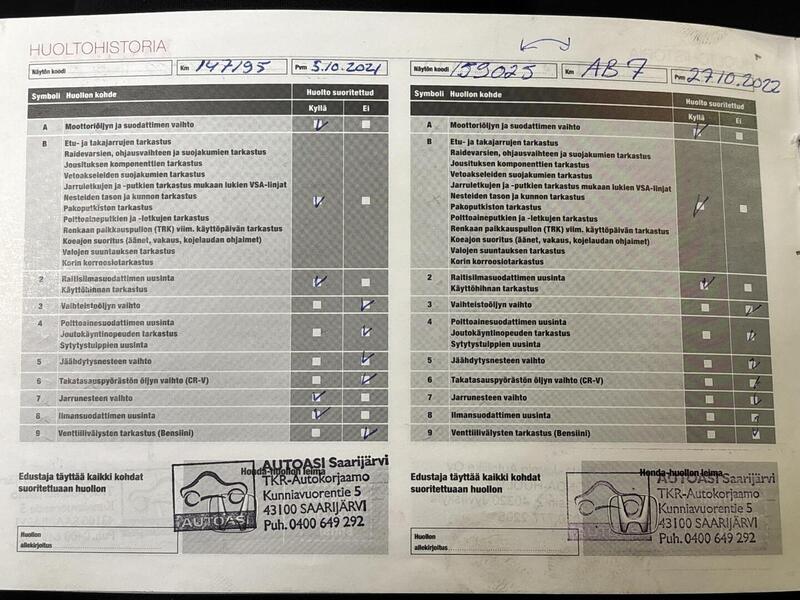 HUOLTOHISTORIA
Näytön koodi Km 147195 Pvm 5.10.2021
Symboli Huollon kohde Huolto suoritettud
Kyllä Ei
A Moottoriöljyn ja suodattimen vaihto
B Etu- ja takajarrujen tarkastus
Raidevarsien, ohjausvaihteen ja suojakumien tarkastus
Jousituksen komponenttien tarkastus
Vetoakseleiden suojakumien tarkastus
Jarruletkujen ja -putkien tarkastus mukaan lukien VSA-linjat
Nesteiden tason ja kunnon tarkastus
Pakoputkiston tarkastus
Polttoaineputkien ja -letkujen tarkastus
Renkaan paikkauspullon (TRK) viim. käyttöpäivän tarkastus
Koeajon suoritus (äänet, vakaus, kojelaudan ohjaimet)
Valojen suuntauksen tarkastus
Korin korroosiotarkastus
2 Raitisilmasuodattimen uusinta
Käyttöhihnan tarkastus
3 Vaihteistoöljyn vaihto
4 Polttoainesuodattimen uusinta
Joutokäyntinopeuden tarkastus
Sytytystulppien uusinta
5 Jäähdytysnesteen vaihto
6 Takatasauspyörästön öljyn vaihto (CR-V)
7 Jarrunesteen vaihto
8 Ilmansuodattimen uusinta
9 Venttiilivälysten tarkastus (Bensiini)
Edustaja täyttää kaikki kohdat
suoritettuaan huollon
Honda-huollon leima
AUTOASI
AUTOASI Saarijärvi
TKR-Autokorjaamo
Kunniavuorentie 5
43100 SAARIJÄRVI
Puh. 0400 649 292
Huollon
allekirjoitus
Näytön koodi 159025 Km AB7 Pvm 27.10.2022
Symboli Huollon kohde Huolto suoritettud
Kyllä Ei
A Moottoriöljyn ja suodattimen vaihto
B Etu- ja takajarrujen tarkastus
Raidevarsien, ohjausvaihteen ja suojakumien tarkastus
Jousituksen komponenttien tarkastus
Vetoakseleiden suojakumien tarkastus
Jarruletkujen ja -putkien tarkastus mukaan lukien VSA-linjat
Nesteiden tason ja kunnon tarkastus
Pakoputkiston tarkastus
Polttoaineputkien ja -letkujen tarkastus
Renkaan paikkauspullon (TRK) viim. käyttöpäivän tarkastus
Koeajon suoritus (äänet, vakaus, kojelaudan ohjaimet)
Valojen suuntauksen tarkastus
Korin korroosiotarkastus
2 Raitisilmasuodattimen uusinta
Käyttöhihnan tarkastus
3 Vaihteistoöljyn vaihto
4 Polttoainesuodattimen uusinta
Joutokäyntinopeuden tarkastus
Sytytystulppien uusinta
5 Jäähdytysnesteen vaihto
6 Takatasauspyörästön öljyn vaihto (CR-V)
7 Jarrunesteen vaihto
8 Ilmansuodattimen uusinta
9 Venttiilivälysten tarkastus (Bensiini)
Edustaja täyttää kaikki kohdat
suoritettuaan huollon
Honda-huollon leima
AUTOASI Saarijärvi
TKR-Autokorjaamo
Kunniavuorentie 5
43100 SAARIJÄRVI
Puh. 0400 649 292
Huollon
allekirjoitus